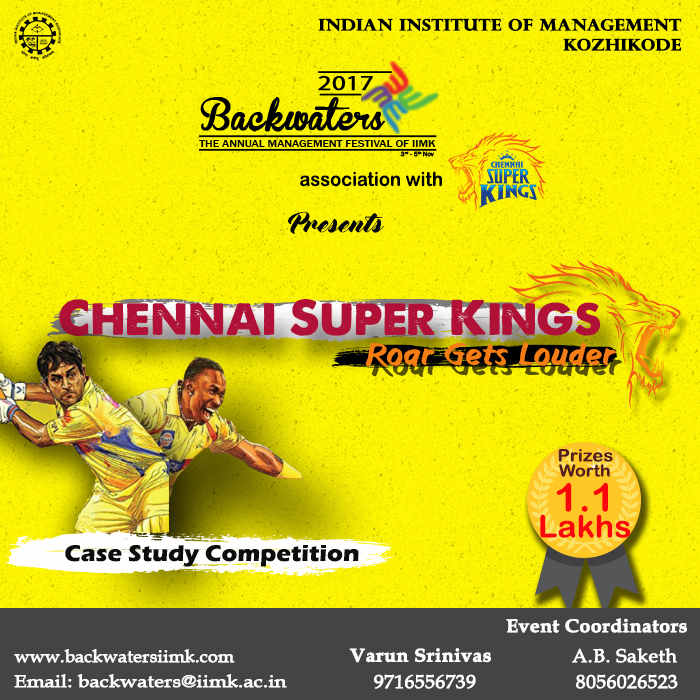 INDIAN INSTITUTE OF MANAGEMENT
KOZHIKODE
2017
Backwaters
THE ANNUAL MANAGEMENT FESTIVAL OF IIMK
3rd - 5th Nov
association with
CHENNAI
SUPER
KINGS
Presents
CHENNAI SUPER KINGS
Roar Gets Louder
Prizes
Worth
1.1
Lakhs
Case Study Competition
Event Coordinators
www.backwatersiimk.com
Varun Srinivas
A.B. Saketh
Email: backwaters@iimk.ac.in
9716556739
8056026523